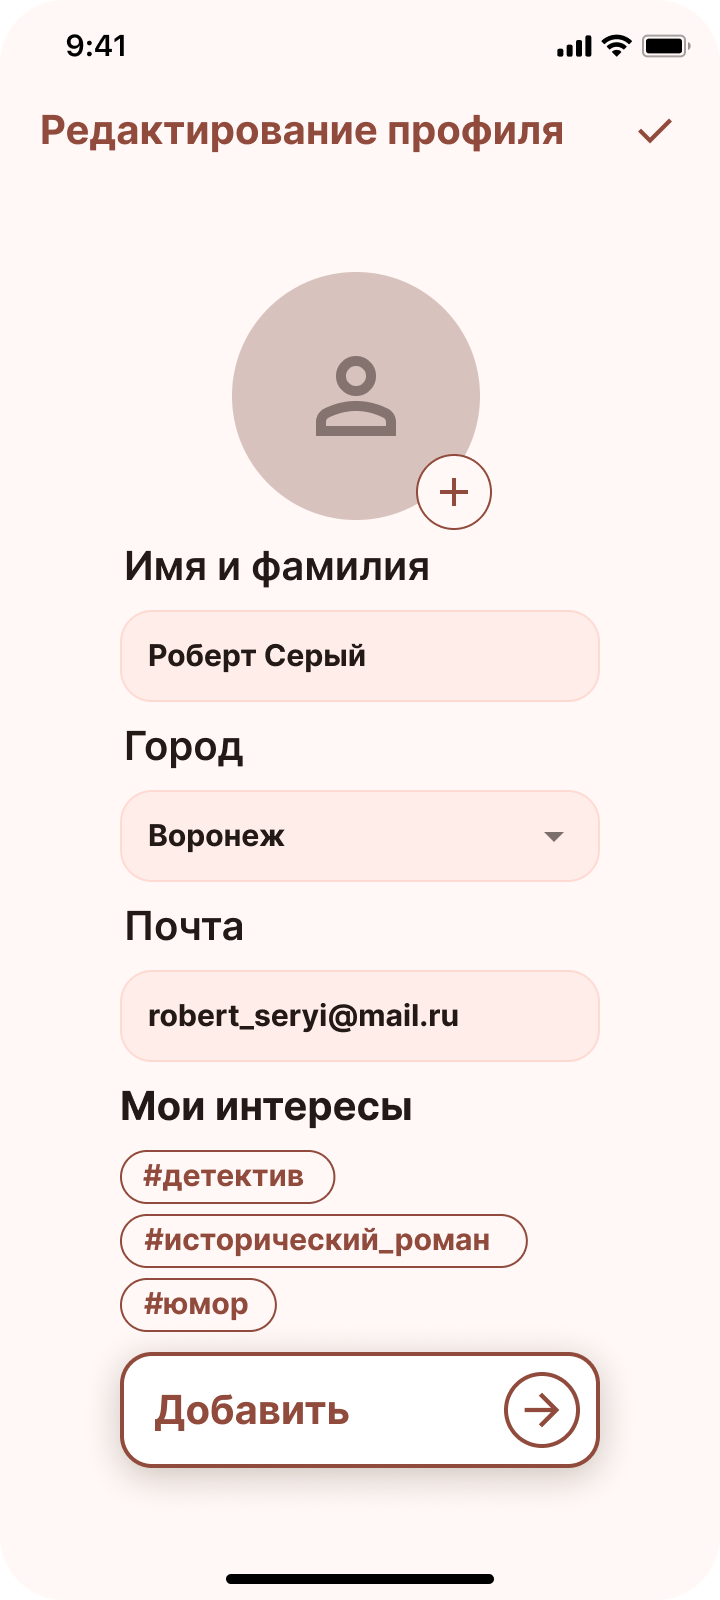 9:41
Редактирование профиля
Имя и фамилия
Роберт Серый
Город
Воронеж
Почта
robert_seryi@mail.ru
Мои интересы
#детектив
#исторический_роман
#юмор
Добавить